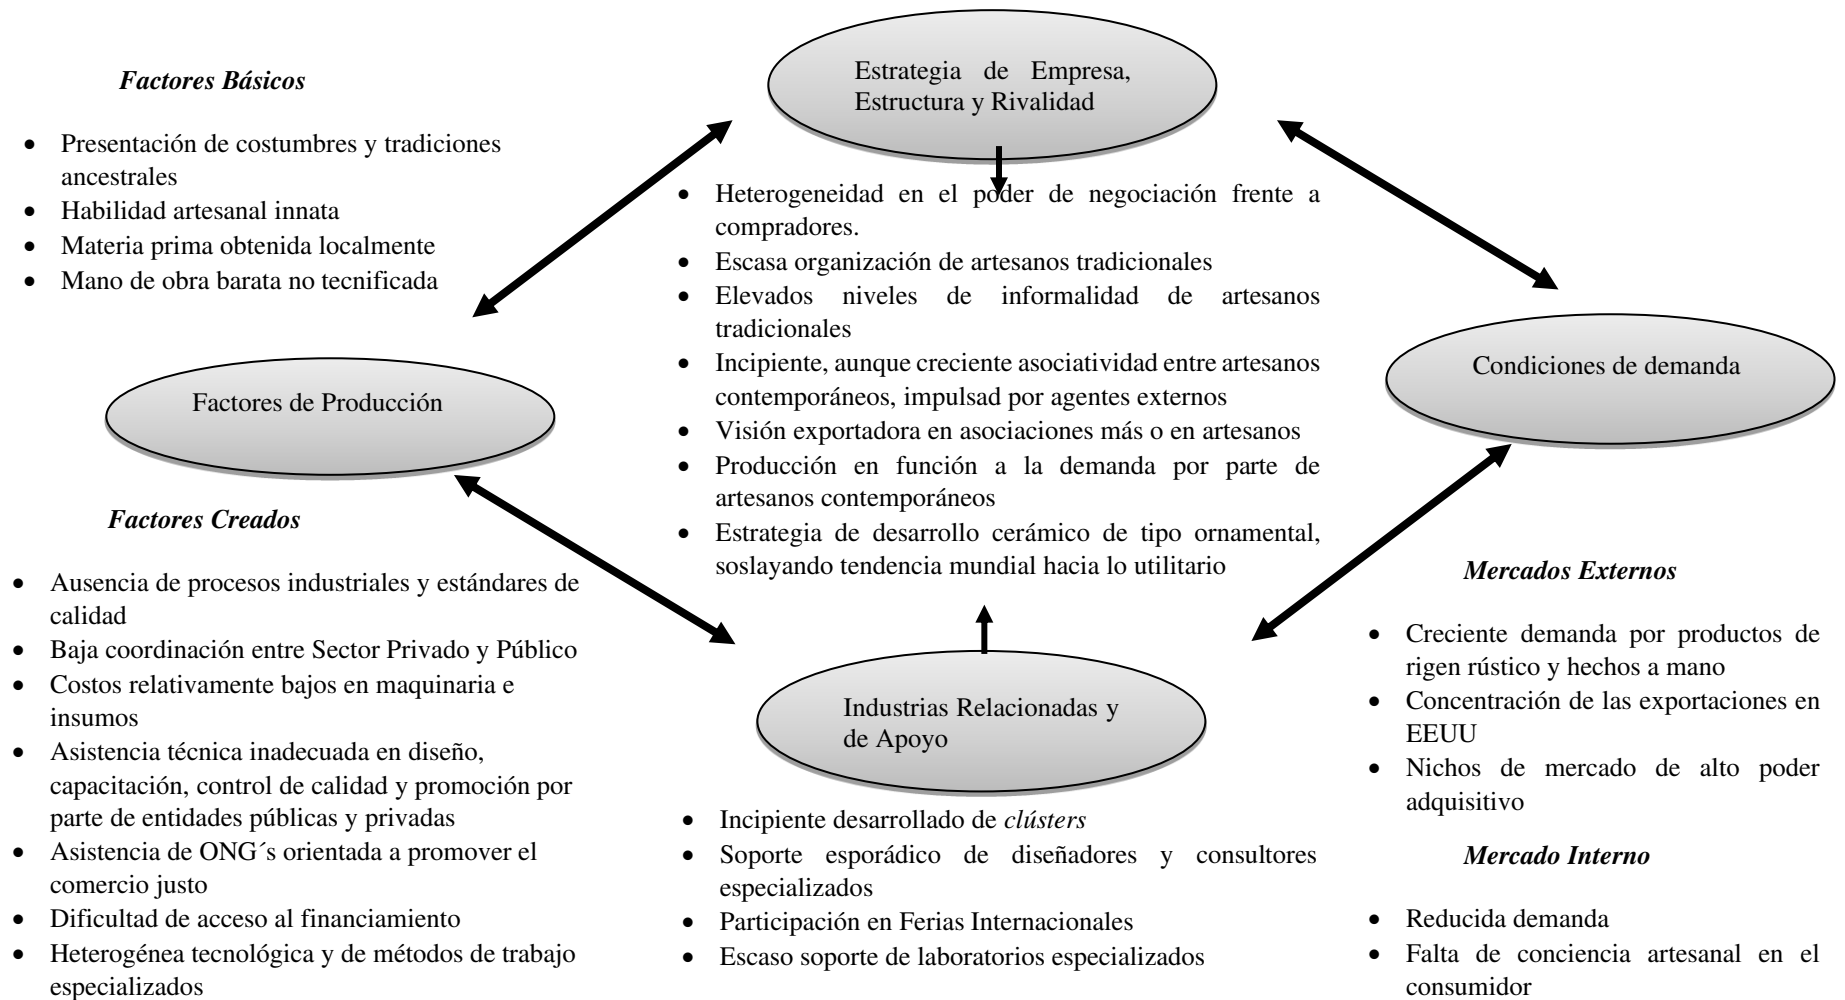 Factores Básicos
Presentación de costumbres y tradiciones
ancestrales
Habilidad artesanal innata
Materia prima obtenida localmente
Mano de obra barata no tecnificada
Factores de Producción
Factores Creados
Ausencia de procesos industriales y estándares de
calidad
Baja coordinación entre Sector Privado y Público
Costos relativamente bajos en maquinaria e
insumos
Asistencia técnica inadecuada en diseño,
capacitación, control de calidad y promoción por
parte de entidades públicas y privadas
Asistencia de ONG´s orientada a promover el
comercio justo
Dificultad de acceso al financiamiento
Heterogénea tecnológica y de métodos de trabajo
especializados
Estrategia de Empresa,
Estructura y Rivalidad
Heterogeneidad en el poder de negociación frente a
compradores.
Escasa organización de artesanos tradicionales
Elevados niveles de informalidad de artesanos
tradicionales
Incipiente, aunque creciente asociatividad entre artesanos
contemporáneos, impulsad por agentes externos
Visión exportadora en asociaciones más o en artesanos
Producción en función a la demanda por parte de
artesanos contemporáneos
Estrategia de desarrollo cerámico de tipo ornamental,
soslayando tendencia mundial hacia lo utilitario
Industrias Relacionadas y
de Apoyo
Incipiente desarrollado de clústers
Soporte esporádico de diseñadores y consultores
especializados
Participación en Ferias Internacionales
Escaso soporte de laboratorios especializados
Condiciones de demanda
Mercados Externos
Creciente demanda por productos de
rigen rústico y hechos a mano
Concentración de las exportaciones en
EEUU
Nichos de mercado de alto poder
adquisitivo
Mercado Interno
Reducida demanda
Falta de conciencia artesanal en el
consumidor